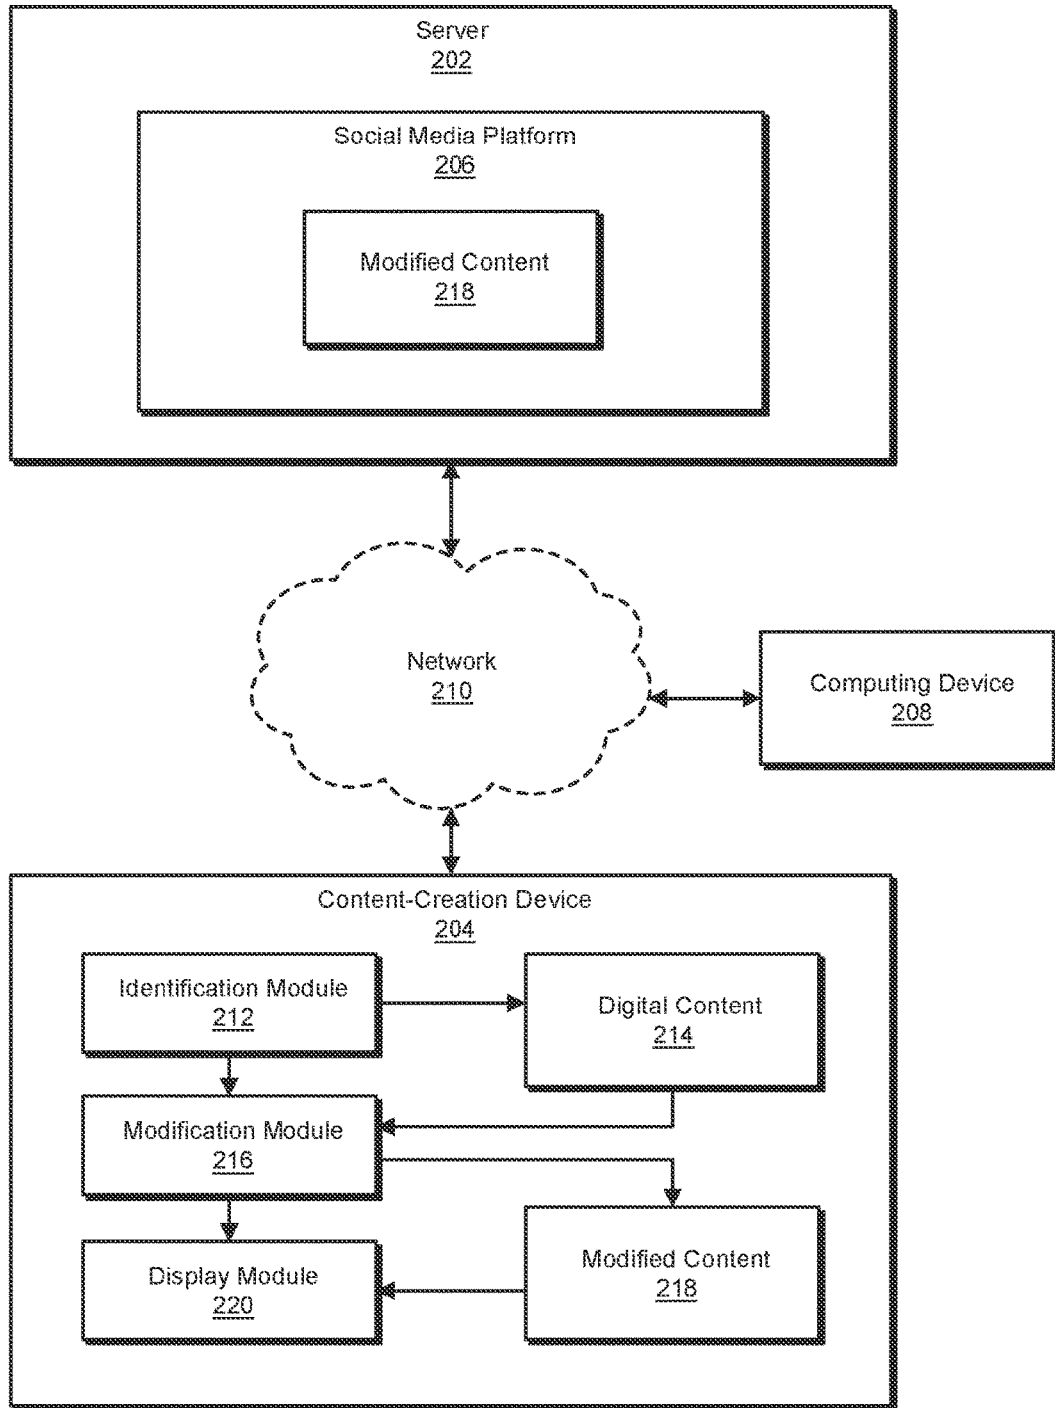 Server
202
Social Media Platform
206
Modified Content
218
Network
210
Computing Device
208
Content-Creation Device
204
Identification Module
212
Digital Content
214
Modification Module
216
Modified Content
218
Display Module
220